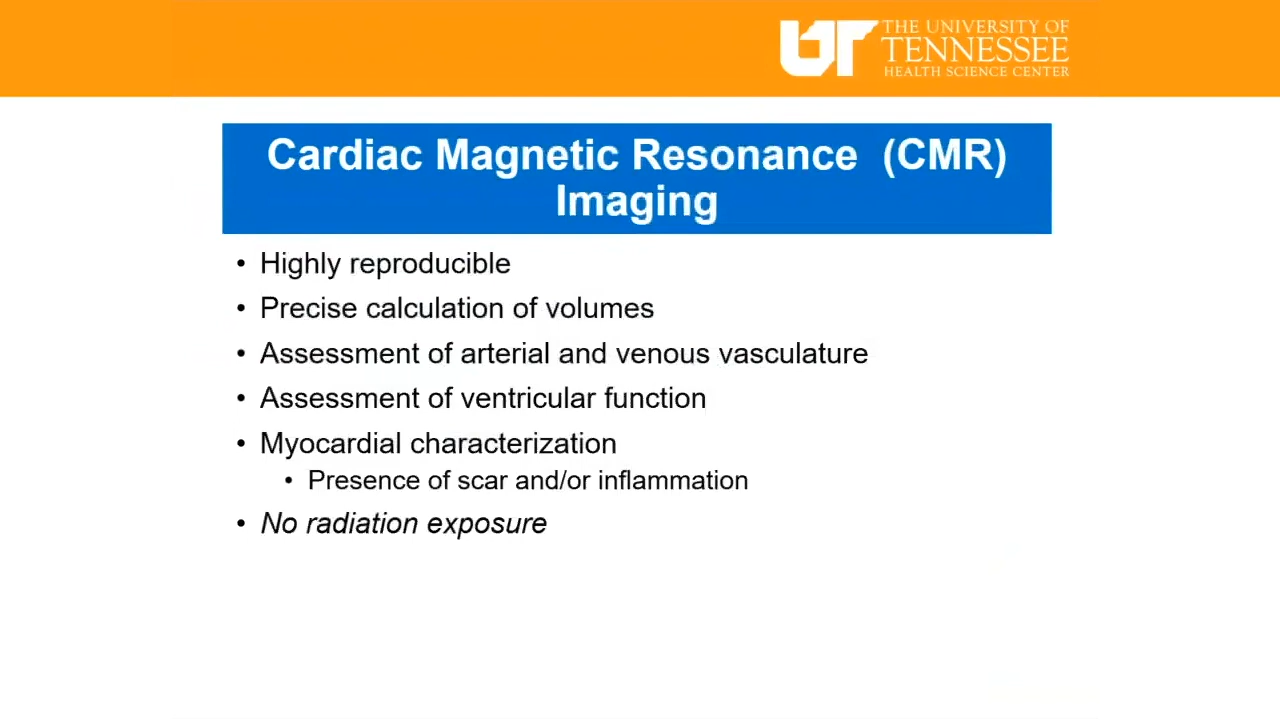 UT
THE UNIVERSITY OF
TENNESSEE
HEALTH SCIENCE CENTER
Cardiac Magnetic Resonance (CMR)
Imaging
• Highly reproducible
• Precise calculation of volumes
• Assessment of arterial and venous vasculature
• Assessment of ventricular function
• Myocardial characterization
• Presence of scar and/or inflammation
• No radiation exposure